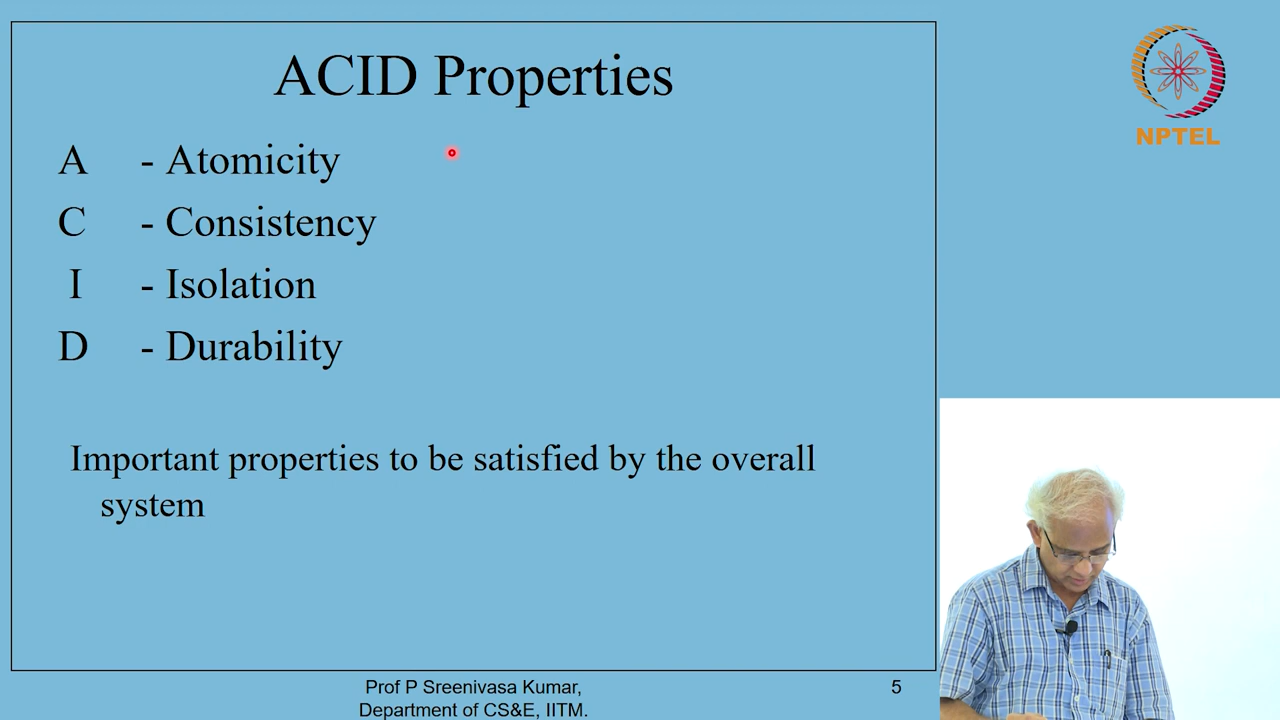 ACID Properties
A - Atomicity
C - Consistency
I - Isolation
D - Durability
Important properties to be satisfied by the overall
system
NPTEL
Prof P Sreenivasa Kumar,
Department of CS&E, IITM.
5